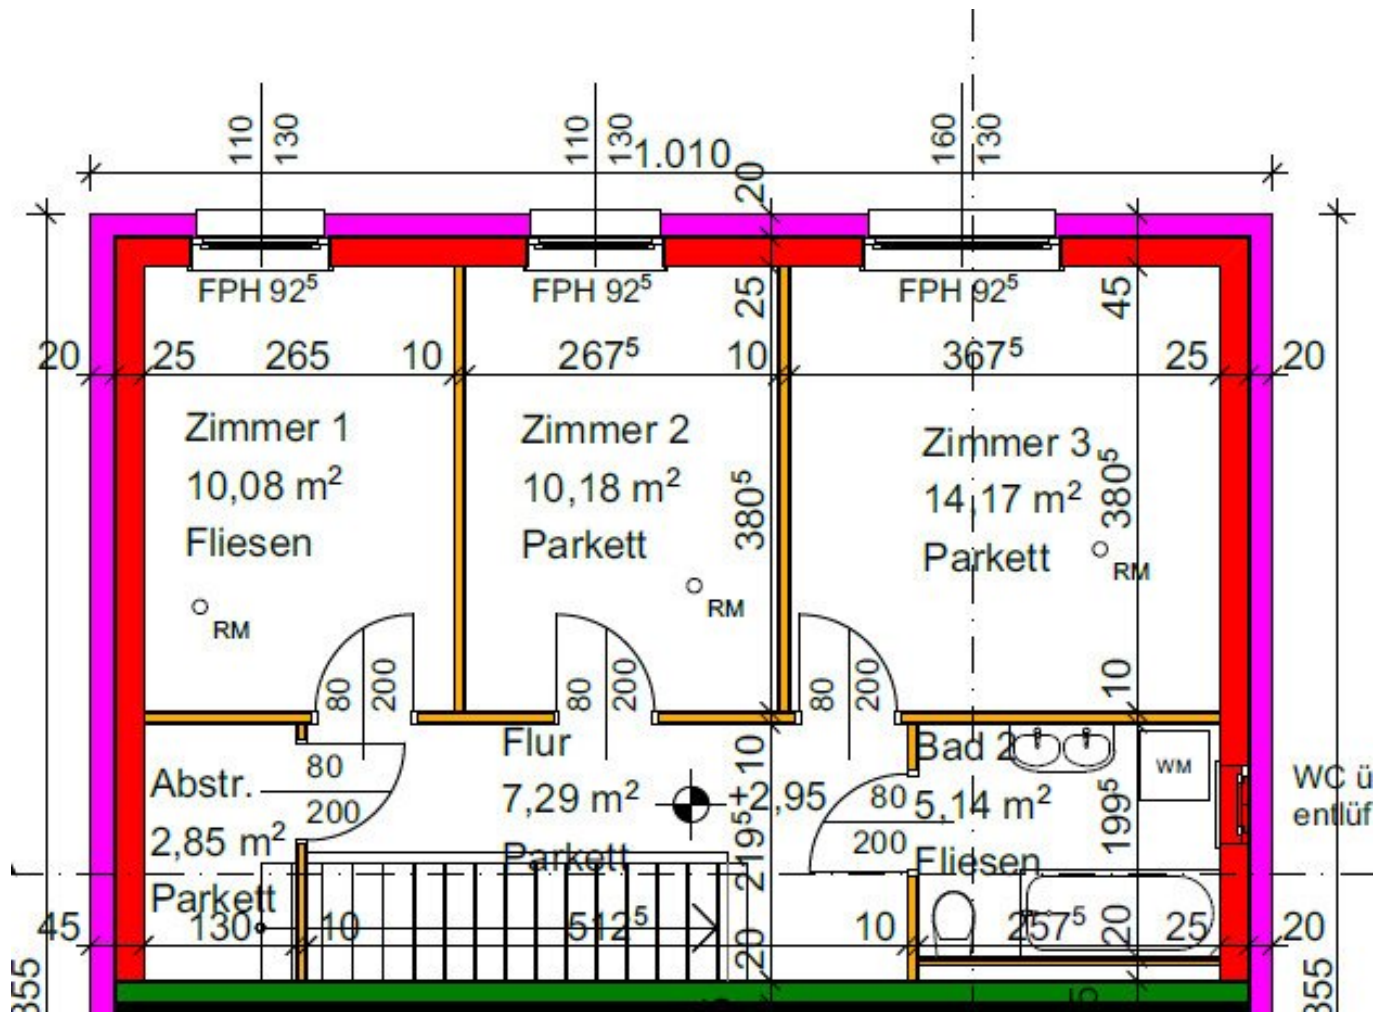 110
130
110
130
160
130
1.010
20
FPH 92⁵
FPH 92⁵
FPH 92⁵
25
45
20
25
265
10
267⁵
10
367⁵
25
20
Zimmer 1
10,08 m²
Fliesen
RM
Zimmer 2
10,18 m²
Parkett
RM
380⁵
Zimmer 3
14,17 m²
Parkett
RM
380⁵
80
200
80
200
80
200
10
Abstr.
2,85 m²
Parkett
80
200
Flur
7,29 m²
Parkett
10
+2,95
219⁵
80
200
Bad 2
5,14 m²
Fliesen
WM
199⁵
WC ü
entlüf
45
130
10
512⁵
20
10
257⁵
20
25
20
355
355